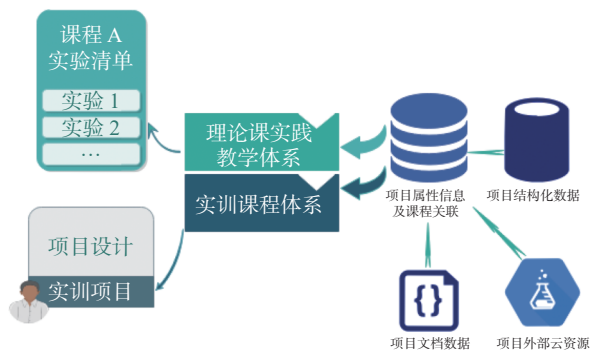 课程 A
实验清单
实验 1
实验 2
…
理论课实践
教学体系
实训课程体系
项目设计
实训项目
项目属性信息
及课程关联
项目结构化数据
{ }
项目文档数据
项目外部云资源